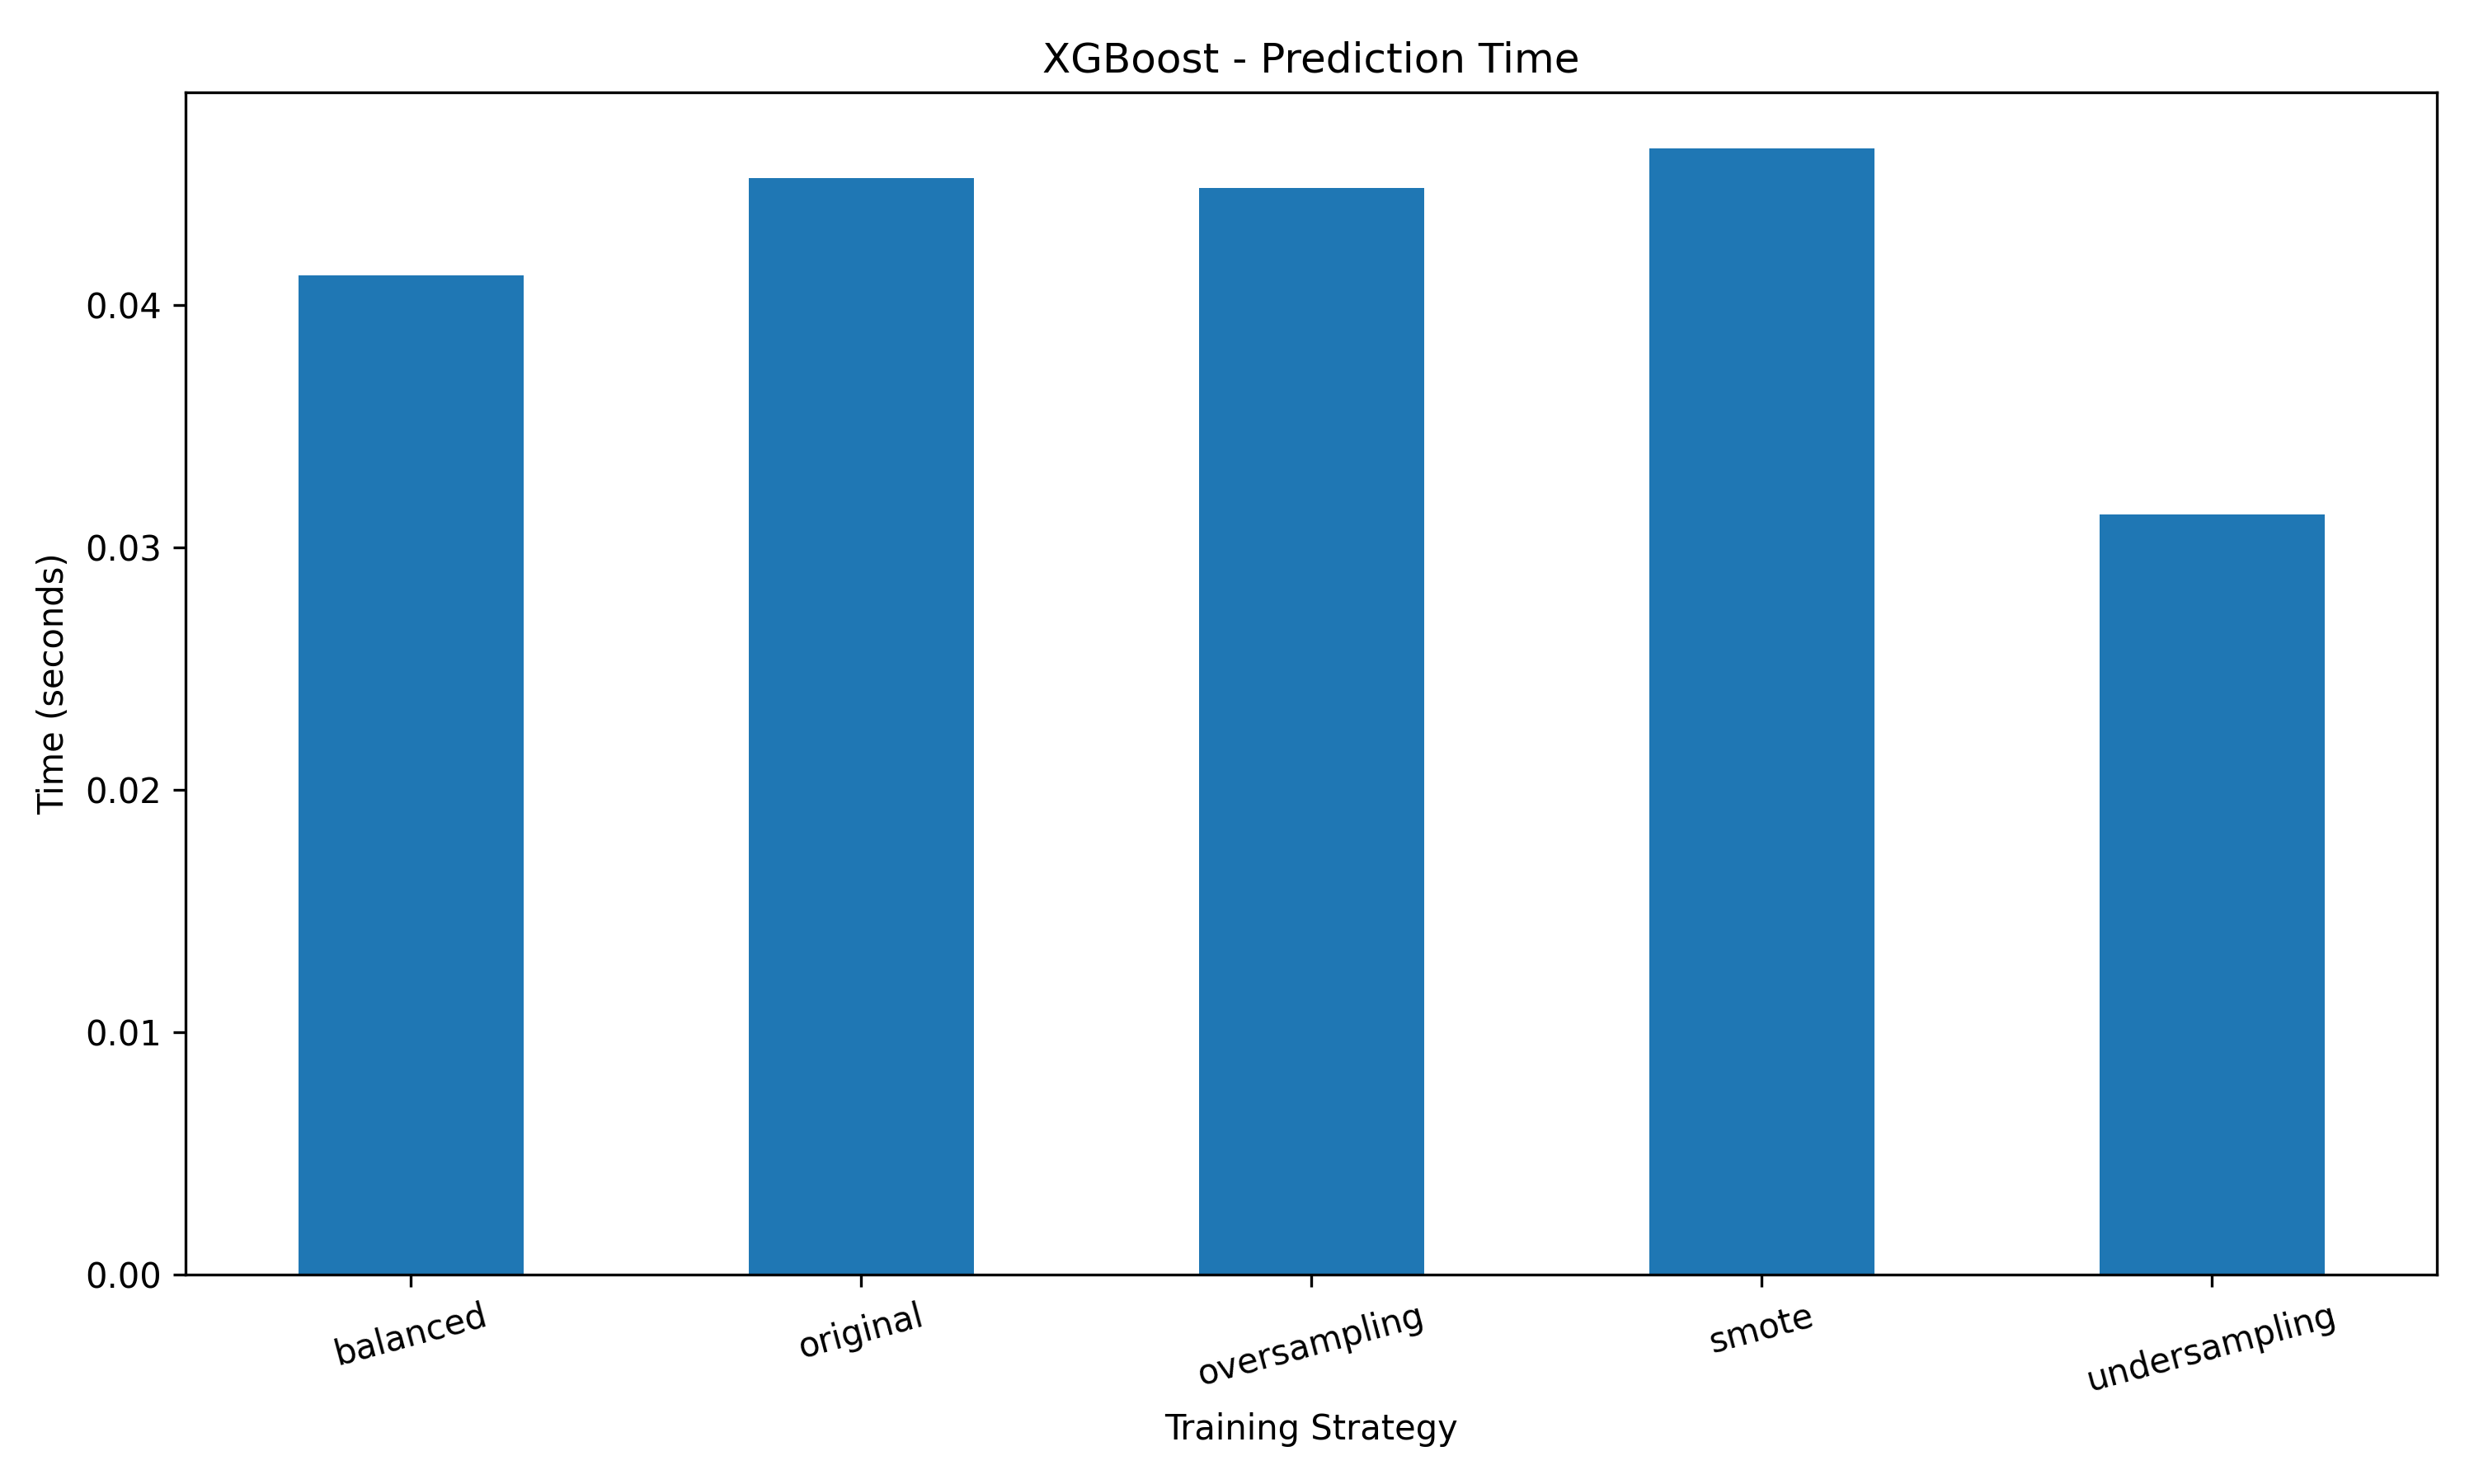 XGBoost - Prediction Time
Time (seconds)
0.04
0.03
0.02
0.01
0.00
balanced
original
oversampling
smote
undersampling
Training Strategy